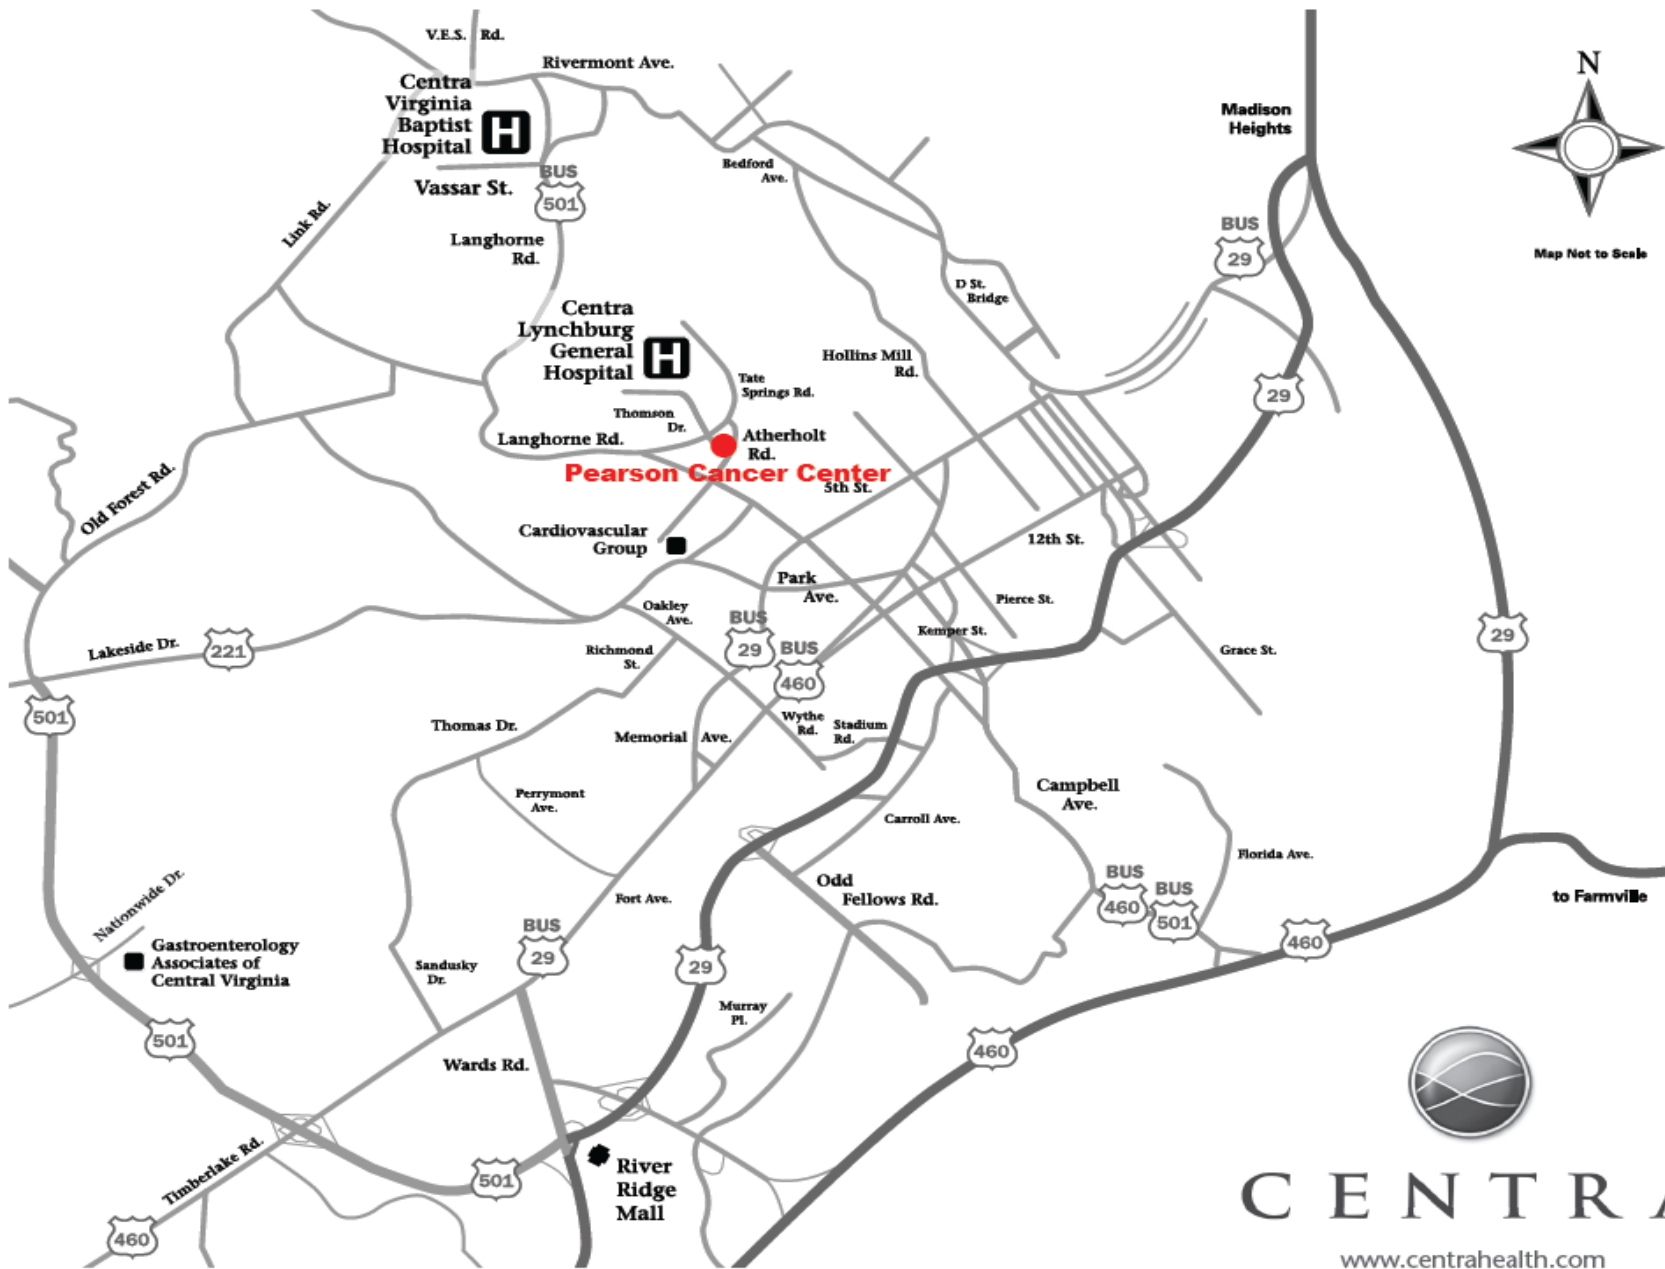 V.E.S. Rd.
Rivermont Ave.
Centra
Virginia
Baptist
Hospital
H
Vassar St.
BUS
501
Link Rd.
Langhorne
Rd.
Bedford
Ave.
Madison
Heights
N
Map Not to Scale
BUS
29
D St.
Bridge
Centra
Lynchburg
General
Hospital
H
Hollins Mill
Rd.
Tate
Springs Rd.
29
Thomson
Dr.
Langhorne Rd.
Atherholt
Rd.
Pearson Cancer Center
5th St.
Old Forest Rd.
Cardiovascular
Group
12th St.
Park
Ave.
Pierce St.
Oakley
Ave.
Kemper St.
BUS
29
BUS
460
Richmond
St.
Lakeside Dr.
221
Grace St.
29
501
Thomas Dr.
Memorial Ave.
Wythe
Rd.
Stadium
Rd.
Perrymont
Ave.
Campbell
Ave.
Carroll Ave.
Florida Ave.
Odd
Fellows Rd.
BUS
460
BUS
501
to Farmville
Nationwide Dr.
Fort Ave.
BUS
29
460
Gastroenterology
Associates of
Central Virginia
Sandusky
Dr.
29
Murray
Pl.
501
460
Wards Rd.
Timberlake Rd.
501
River
Ridge
Mall
460
CENTRA
www.centrahealth.com